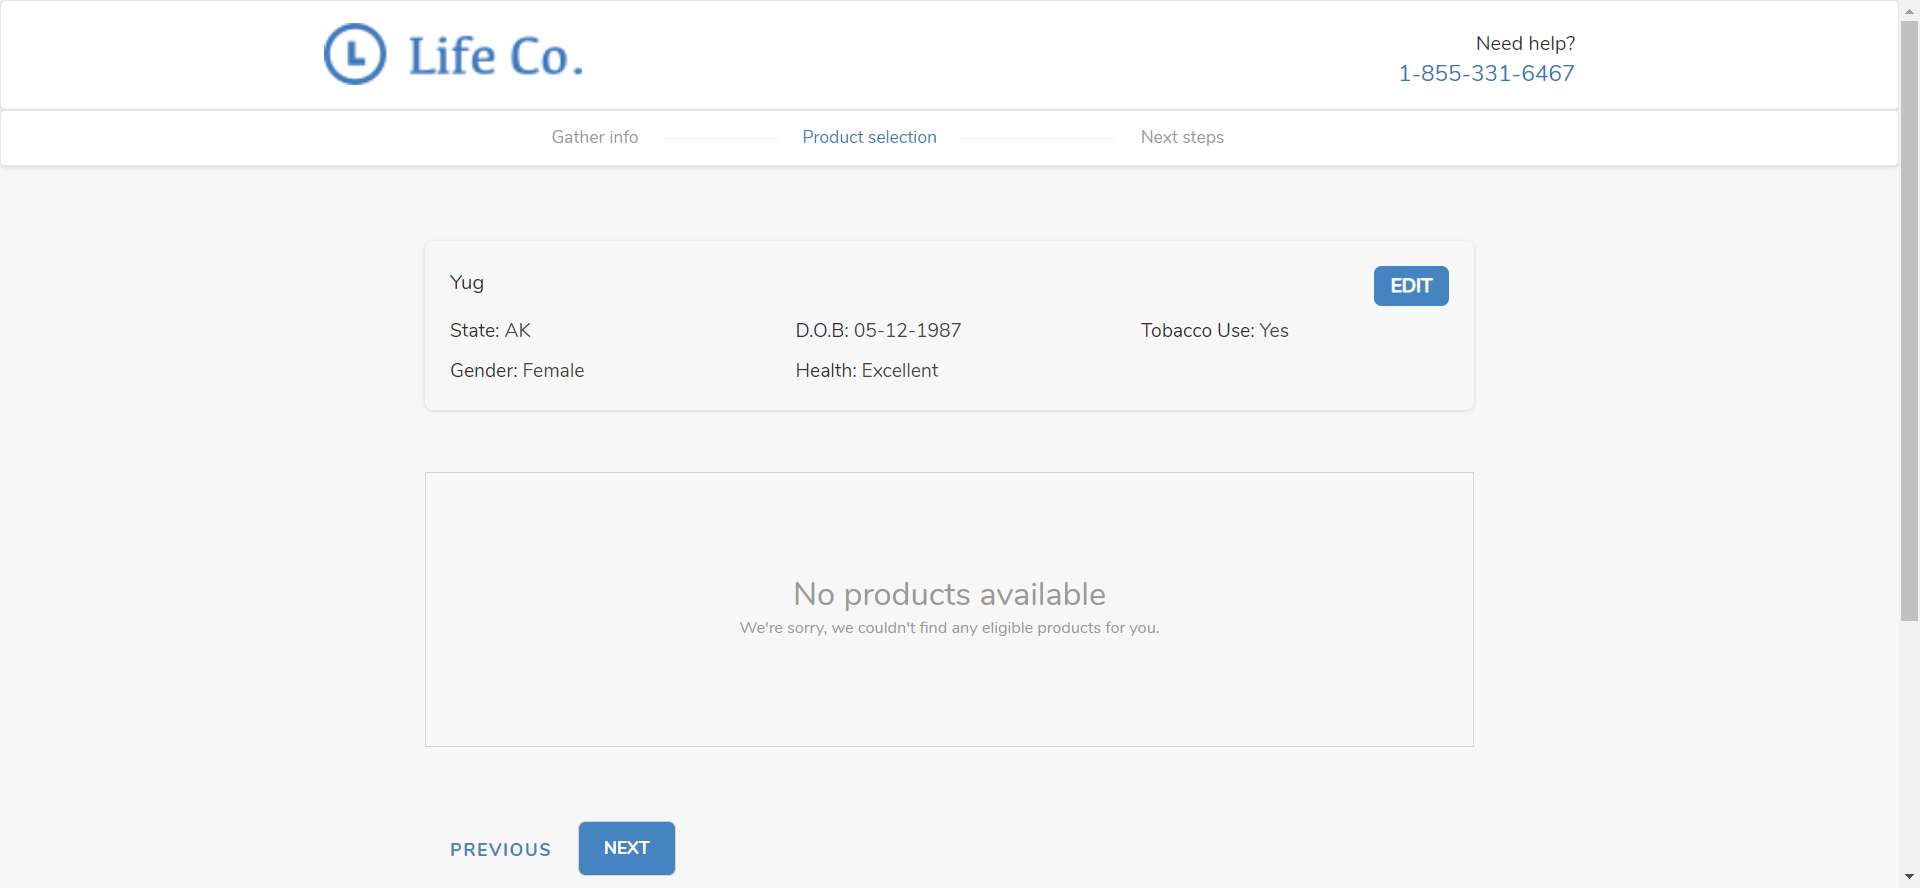 Life Co.
Need help?
1-855-331-6467
Gather info
Product selection
Next steps
Yug
EDIT
State: AK
D.O.B: 05-12-1987
Tobacco Use: Yes
Gender: Female
Health: Excellent
No products available
We're sorry, we couldn't find any eligible products for you.
PREVIOUS
NEXT